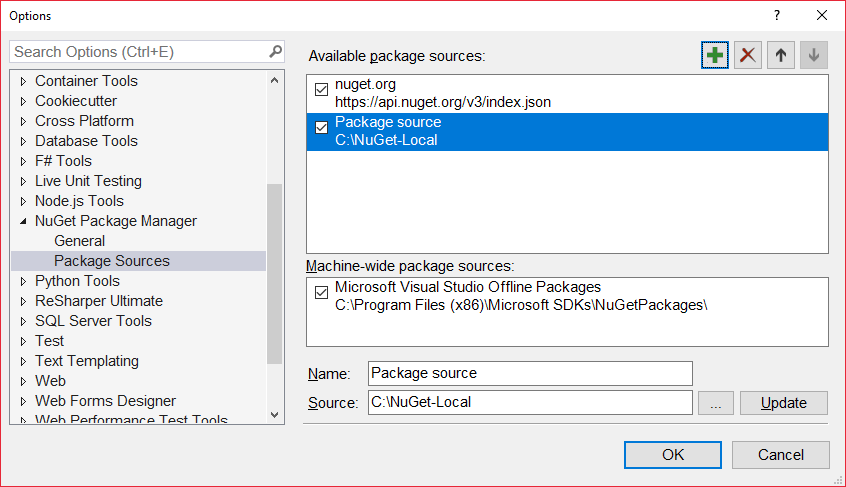 Options
Search Options (Ctrl+E)
Container Tools
Cookiecutter
Cross Platform
Database Tools
F# Tools
Live Unit Testing
Node.js Tools
NuGet Package Manager
General
Package Sources
Python Tools
ReSharper Ultimate
SQL Server Tools
Test
Text Templating
Web
Web Forms Designer
Web Performance Test Tools
Available package sources:
nuget.org
https://api.nuget.org/v3/index.json
Package source
C:\NuGet-Local
Machine-wide package sources:
Microsoft Visual Studio Offline Packages
C:\Program Files (x86)\Microsoft SDKs\NuGetPackages\
Name: Package source
Source: C:\NuGet-Local ... Update
OK Cancel